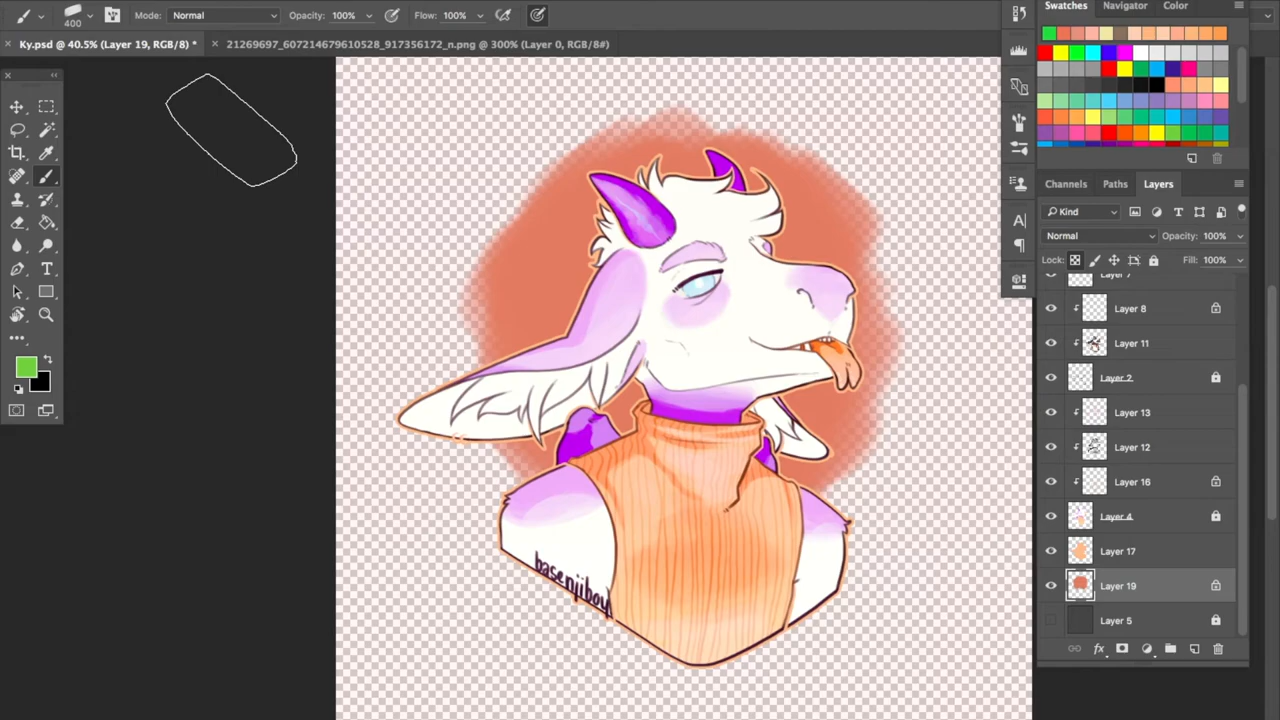 400
Mode: Normal
Opacity: 100%
Flow: 100%
Ky.psd @ 40.5% (Layer 19, RGB/8) *
21269697_607214679610528_917356172_n.png @ 300% (Layer 0, RGB/8#)
Swatches Navigator Color
Channels Paths Layers
Kind
Normal Opacity: 100%
Lock: Fill: 100%
Layer 7
Layer 8
Layer 11
Layer 2
Layer 13
Layer 12
Layer 16
Layer 4
Layer 17
Layer 19
Layer 5
basenjiboy